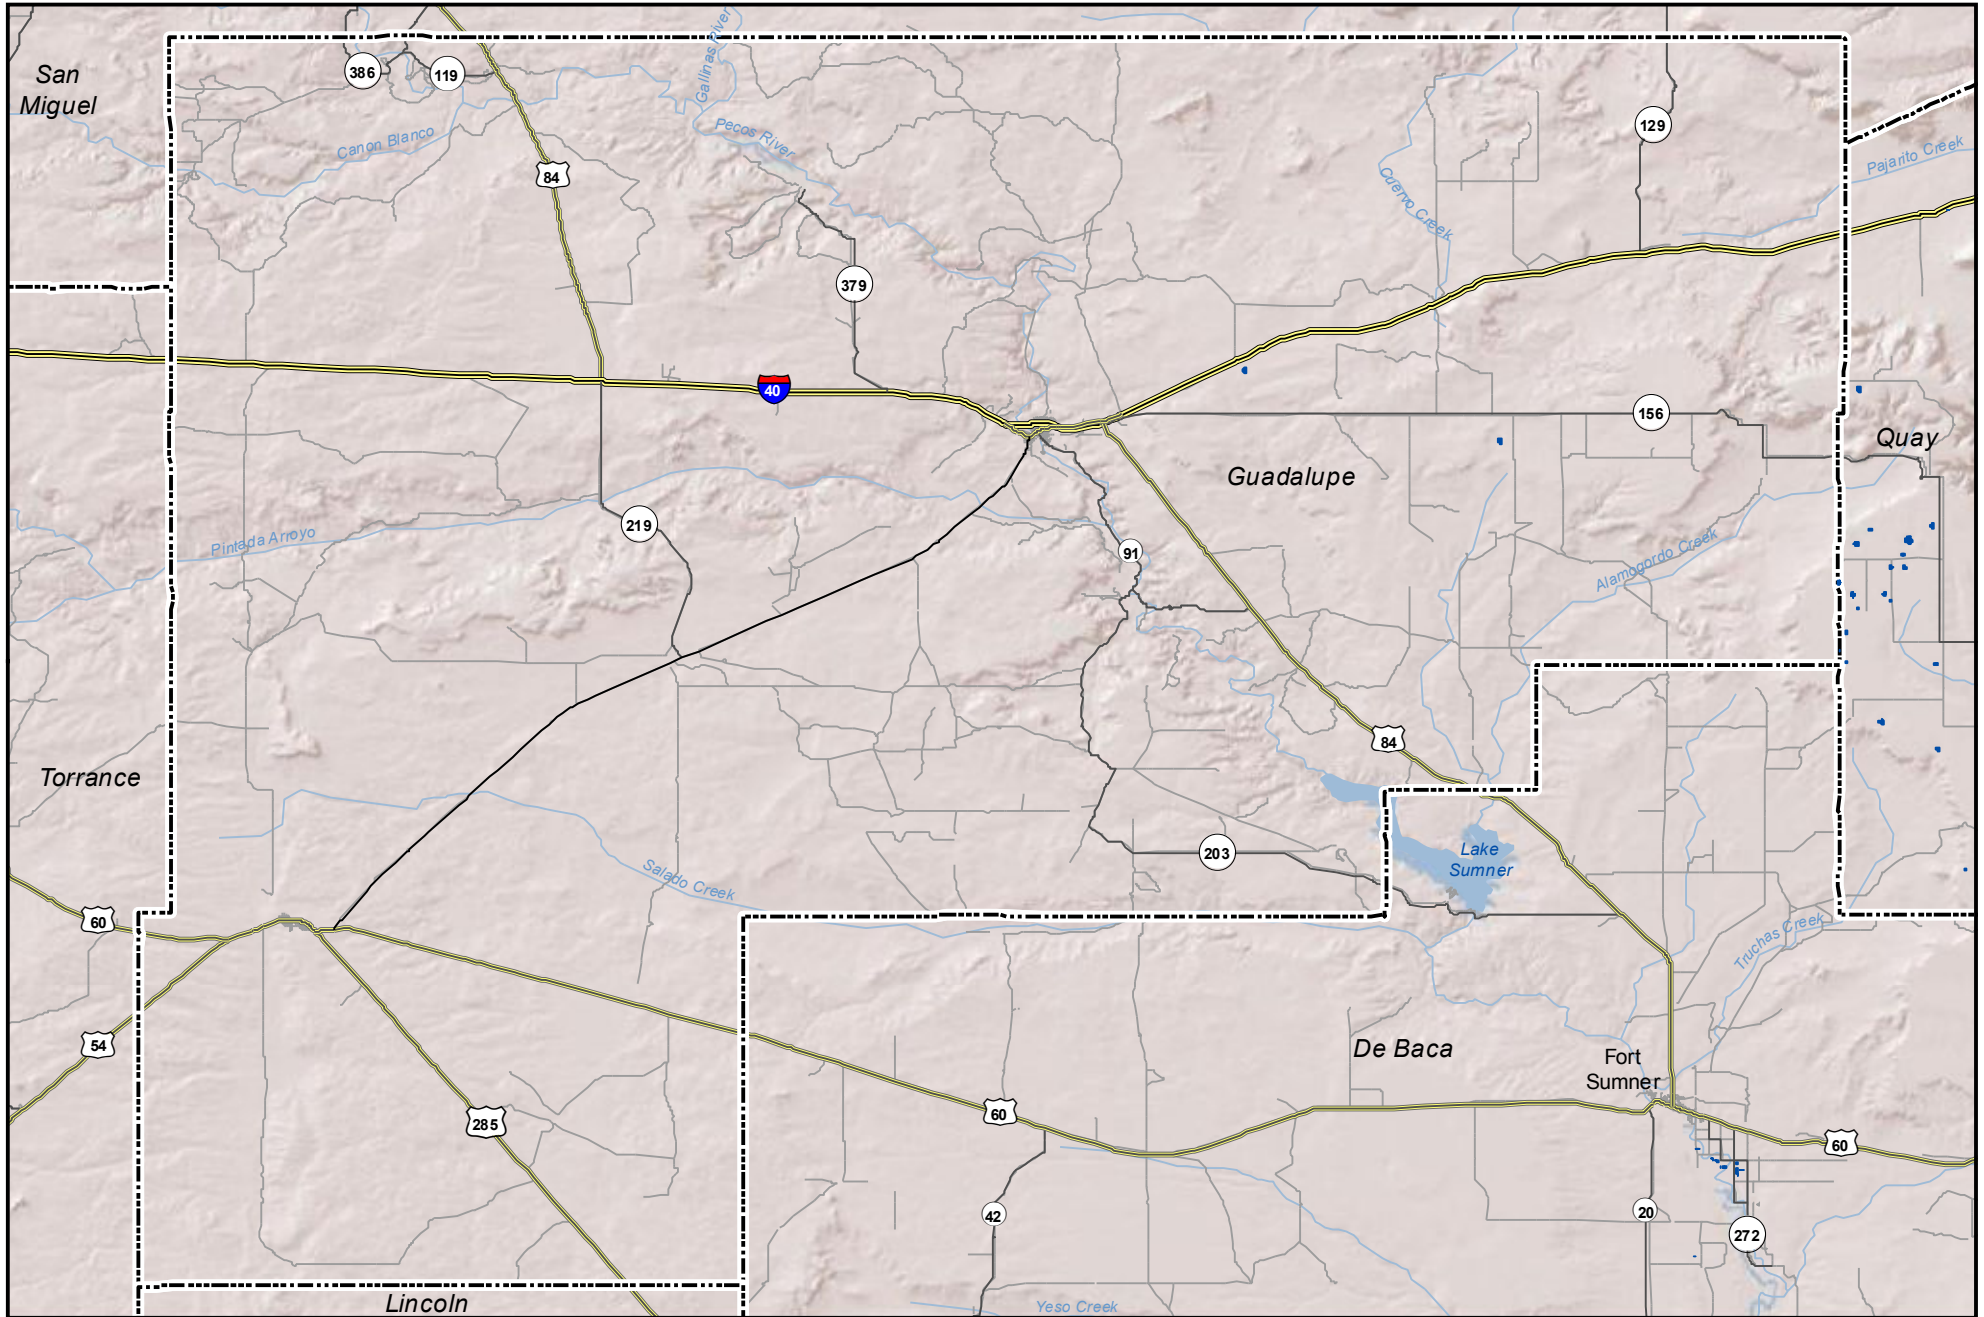 San
Miguel
386
119
Gallinas River
129
Pecos River
Canon Blanco
84
Cuervo Creek
Pajarito Creek
379
40
156
Quay
Guadalupe
219
Pintada Arroyo
91
Alamogordo Creek
84
Torrance
203
Lake
Sumner
Salado Creek
60
Truchas Creek
54
De Baca
Fort
Sumner
60
285
60
42
20
272
Lincoln
Yeso Creek